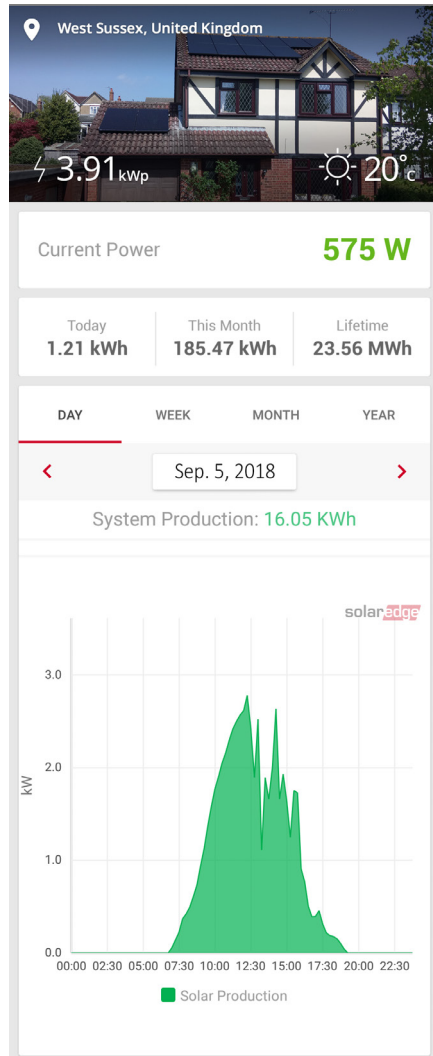 West Sussex, United Kingdom
3.91kWp 20°c
Current Power 575 W
Today This Month Lifetime
1.21 kWh 185.47 kWh 23.56 MWh
DAY WEEK MONTH YEAR
Sep. 5, 2018
System Production: 16.05 KWh
solaredge
3.0
2.0
kW
1.0
0.0
00:00 02:30 05:00 07:30 10:00 12:30 15:00 17:30 20:00 22:30
Solar Production